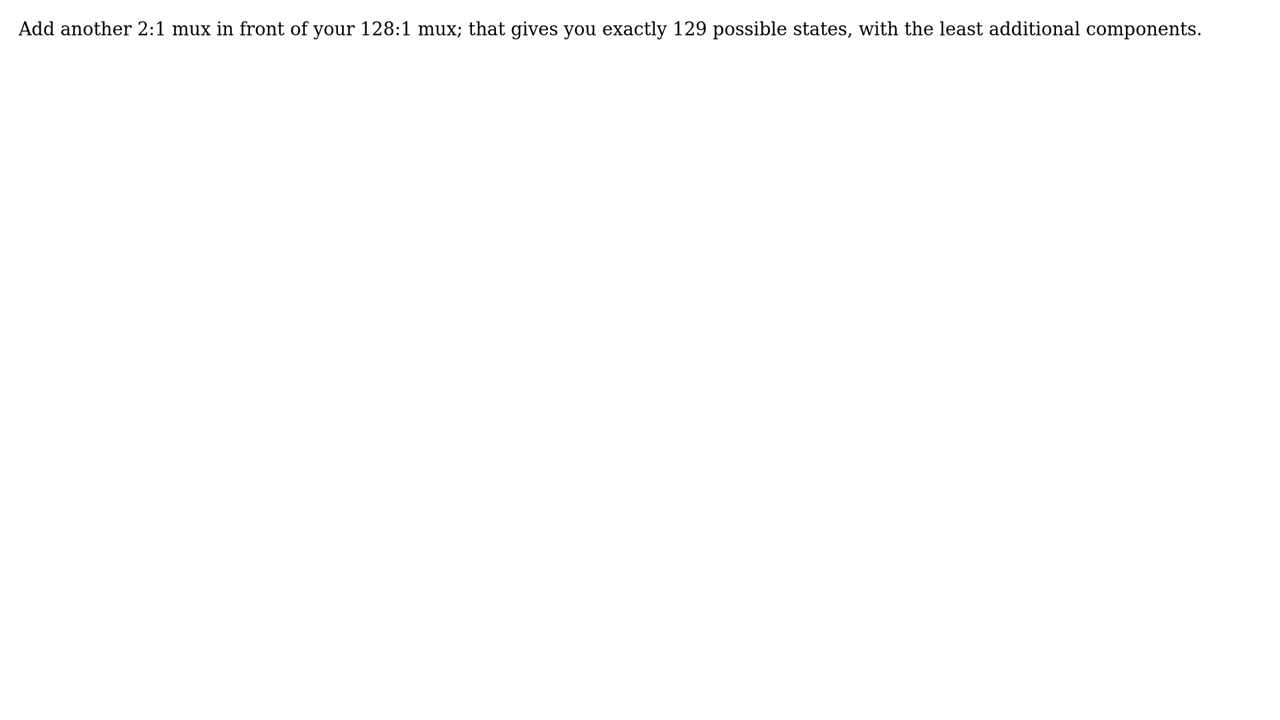 Add another 2:1 mux in front of your 128:1 mux; that gives you exactly 129 possible states, with the least additional components.